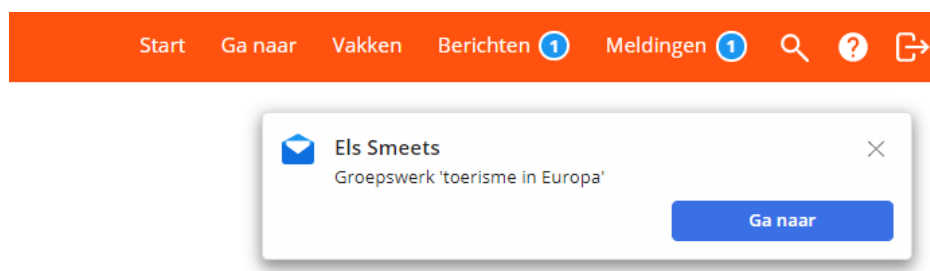 Start Ga naar Vakken Berichten 1 Meldingen 1 ?
Els Smeets
Groepswerk 'toerisme in Europa'
Ga naar